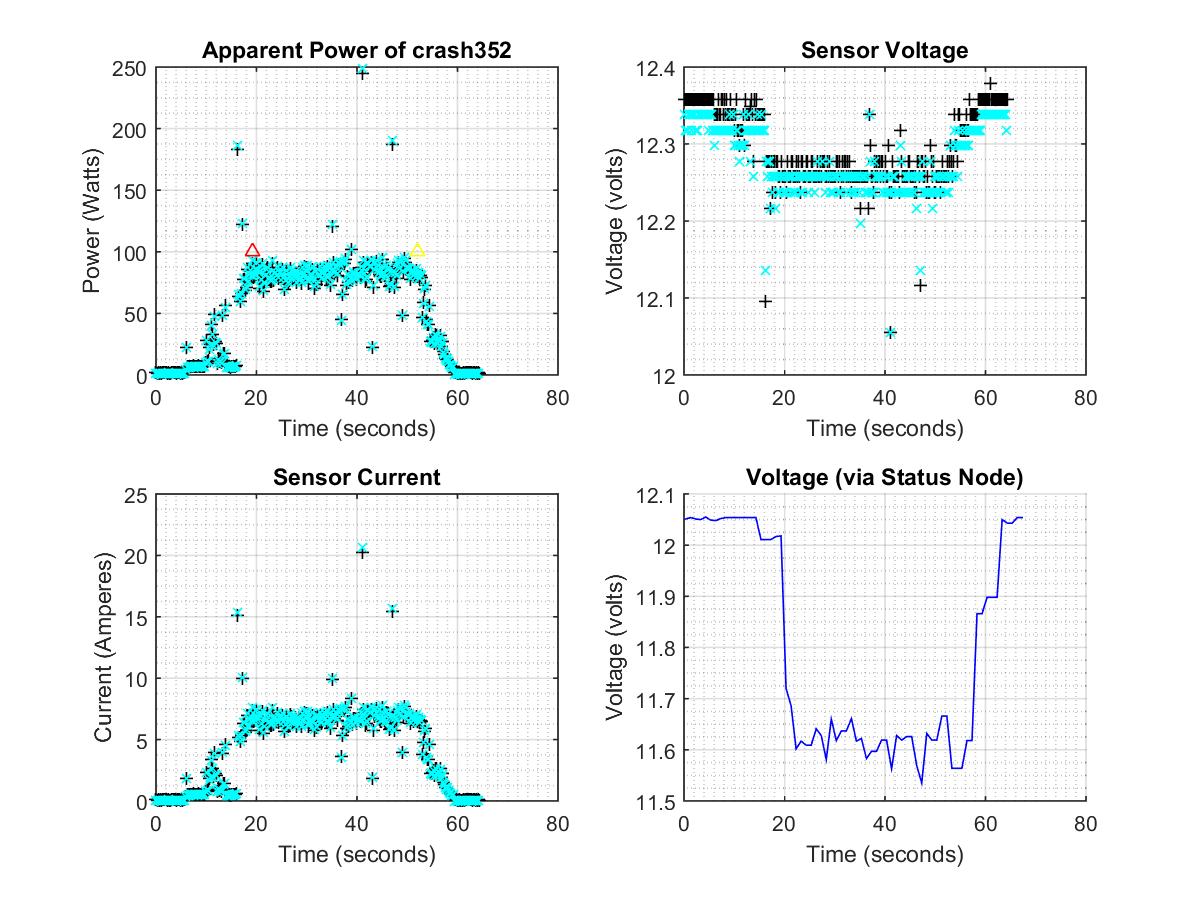 Apparent Power of crash352
250
200
150
100
50
0
Power (Watts)
0 20 40 60 80
Time (seconds)
Sensor Voltage
12.4
12.3
12.2
12.1
12
Voltage (volts)
0 20 40 60 80
Time (seconds)
Sensor Current
25
20
15
10
5
0
Current (Amperes)
0 20 40 60 80
Time (seconds)
Voltage (via Status Node)
12.1
12
11.9
11.8
11.7
11.6
11.5
Voltage (volts)
0 20 40 60 80
Time (seconds)